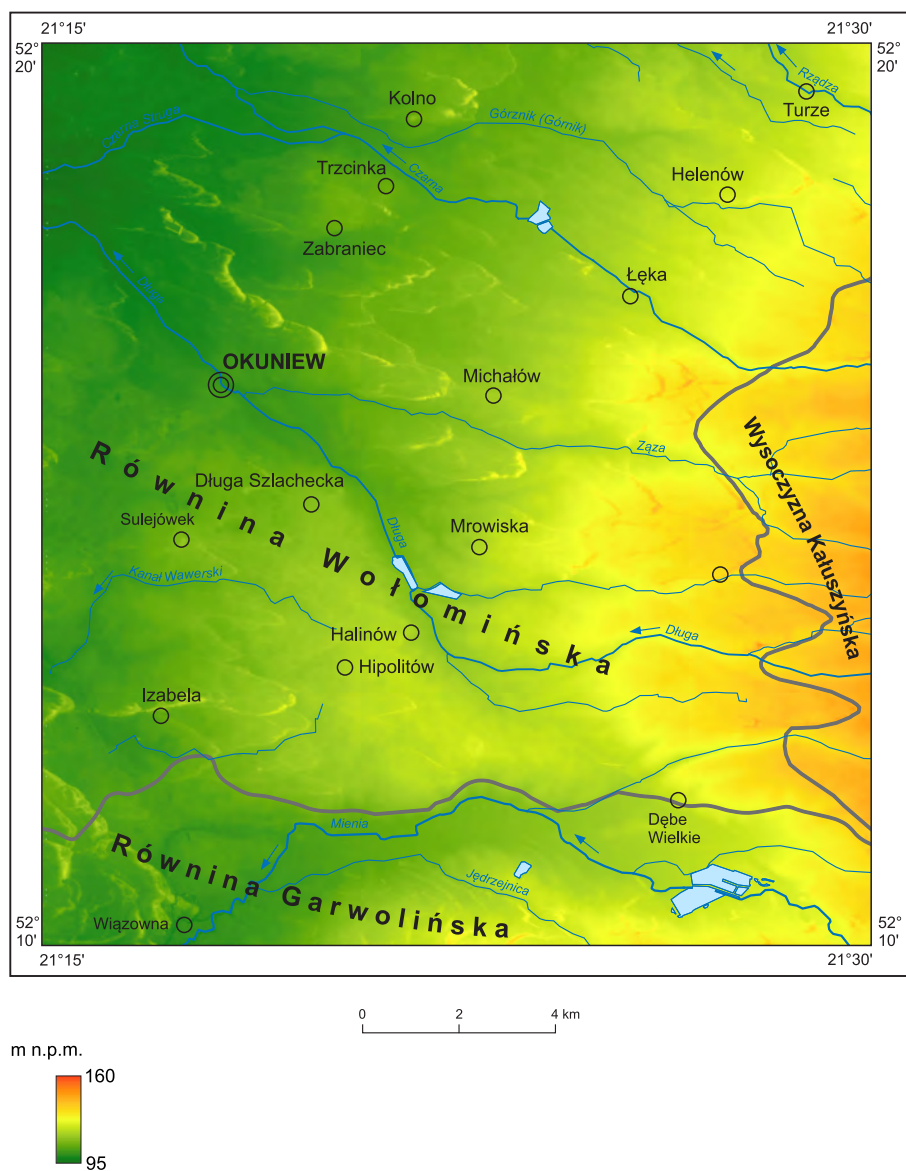 21°15'
21°30'
52°
20'
52°
20'
Rządza
Turze
Kolno
Górznik (Górnik)
Czarna Struga
Trzcinka
Czarna
Helenów
Zabraniec
Łęka
Długa
OKUNIEW
Michałów
Ząza
Wysoczyzna Kałuszyńska
Równina Wołomińska
Długa Szlachecka
Sulejówek
Długa
Mrowiska
Kanał Wawerski
Halinów
Długa
Hipolitów
Izabela
Dębe
Wielkie
Mienia
Równina Garwolińska
Jędrzejnica
Wiązowna
52°
10'
52°
10'
21°15'
21°30'
0 2 4 km
m n.p.m.
160
95